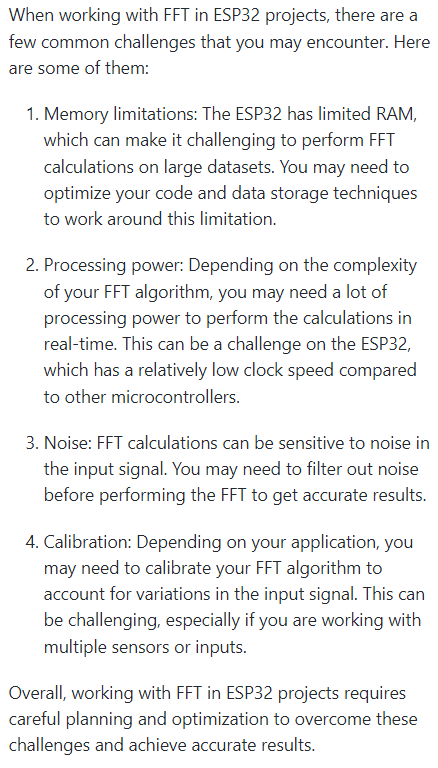 When working with FFT in ESP32 projects, there are a
few common challenges that you may encounter. Here
are some of them:
1. Memory limitations: The ESP32 has limited RAM,
which can make it challenging to perform FFT
calculations on large datasets. You may need to
optimize your code and data storage techniques
to work around this limitation.
2. Processing power: Depending on the complexity
of your FFT algorithm, you may need a lot of
processing power to perform the calculations in
real-time. This can be a challenge on the ESP32,
which has a relatively low clock speed compared
to other microcontrollers.
3. Noise: FFT calculations can be sensitive to noise in
the input signal. You may need to filter out noise
before performing the FFT to get accurate results.
4. Calibration: Depending on your application, you
may need to calibrate your FFT algorithm to
account for variations in the input signal. This can
be challenging, especially if you are working with
multiple sensors or inputs.
Overall, working with FFT in ESP32 projects requires
careful planning and optimization to overcome these
challenges and achieve accurate results.